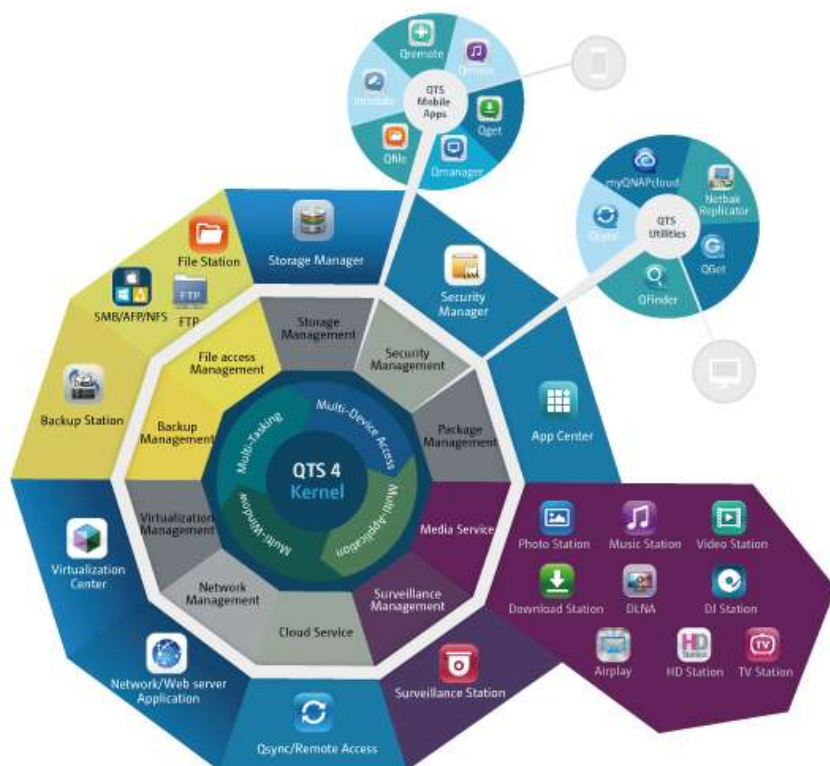 Qremote
Qmusic
QTS
Mobile
Apps
Qget
Qfile
Qmanager
myQNAPcloud
Netbak
Replicator
Qsync
QTS
Utilities
QGet
QFinder
File Station
Storage Manager
SMB/AFP/NFS
FTP
FTP
Security
Manager
Storage
Management
File access
Management
Security
Management
Backup Station
Backup
Management
Multi-Tasking
Multi-Device Access
Package
Management
App Center
QTS 4
Kernel
Virtualization
Management
Multi-Window
Multi-Application
Media Service
Photo Station
Music Station
Video Station
Virtualization
Center
Network
Management
Surveillance
Management
Cloud Service
Download Station
DLNA
DJ Station
HD
Station
TV
Airplay
HD Station
TV Station
Network/Web server
Application
Surveillance Station
Qsync/Remote Access